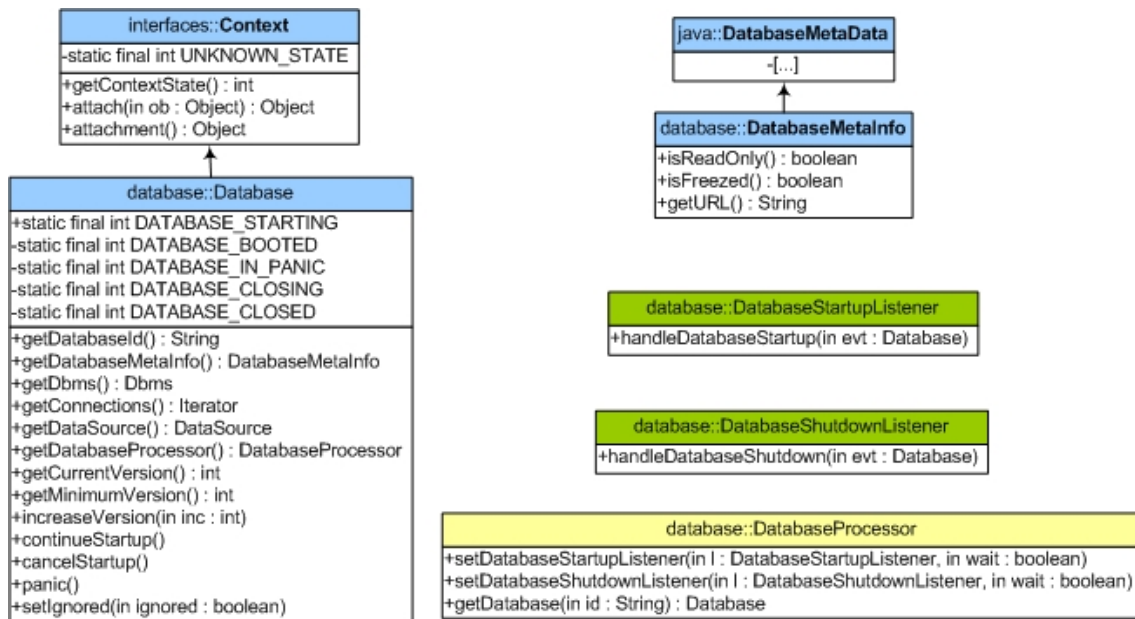 interfaces::Context
-static final int UNKNOWN_STATE
+getContextState() : int
+attach(in ob : Object) : Object
+attachment() : Object
database::Database
+static final int DATABASE_STARTING
-static final int DATABASE_BOOTED
-static final int DATABASE_IN_PANIC
-static final int DATABASE_CLOSING
-static final int DATABASE_CLOSED
+getDatabaseId() : String
+getDatabaseMetaInfo() : DatabaseMetaInfo
+getDbms() : Dbms
+getConnections() : Iterator
+getDataSource() : DataSource
+getDatabaseProcessor() : DatabaseProcessor
+getCurrentVersion() : int
+getMinimumVersion() : int
+increaseVersion(in inc : int)
+continueStartup()
+cancelStartup()
+panic()
+setIgnored(in ignored : boolean)
java::DatabaseMetaData
-[...]
database::DatabaseMetaInfo
+isReadOnly() : boolean
+isFreezed() : boolean
+getURL() : String
database::DatabaseStartupListener
+handleDatabaseStartup(in evt : Database)
database::DatabaseShutdownListener
+handleDatabaseShutdown(in evt : Database)
database::DatabaseProcessor
+setDatabaseStartupListener(in l : DatabaseStartupListener, in wait : boolean)
+setDatabaseShutdownListener(in l : DatabaseShutdownListener, in wait : boolean)
+getDatabase(in id : String) : Database